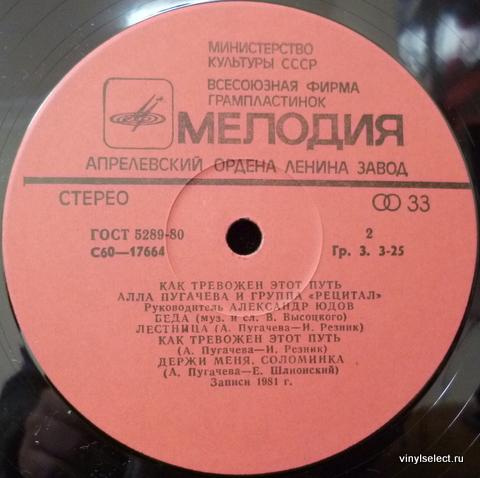 МИНИСТЕРСТВО
КУЛЬТУРЫ СССР
ВСЕСОЮЗНАЯ ФИРМА
ГРАМПЛАСТИНОК
МЕЛОДИЯ
АПРЕЛЕВСКИЙ ОРДЕНА ЛЕНИНА ЗАВОД
СТЕРЕО 33
ГОСТ 5289-80 2
С60—17664 Гр. 3. 3-25
КАК ТРЕВОЖЕН ЭТОТ ПУТЬ
АЛЛА ПУГАЧЕВА И ГРУППА «РЕЦИТАЛ»
Руководитель АЛЕКСАНДР ЮДОВ
БЕДА (муз. и сл. В. Высоцкого)
ЛЕСТНИЦА (А. Пугачева—И. Резник)
КАК ТРЕВОЖЕН ЭТОТ ПУТЬ
(А. Пугачева—И. Резник)
ДЕРЖИ МЕНЯ, СОЛОМИНКА
(А. Пугачева—Е. Шлионский)
Записи 1981 г.
vinylselect.ru